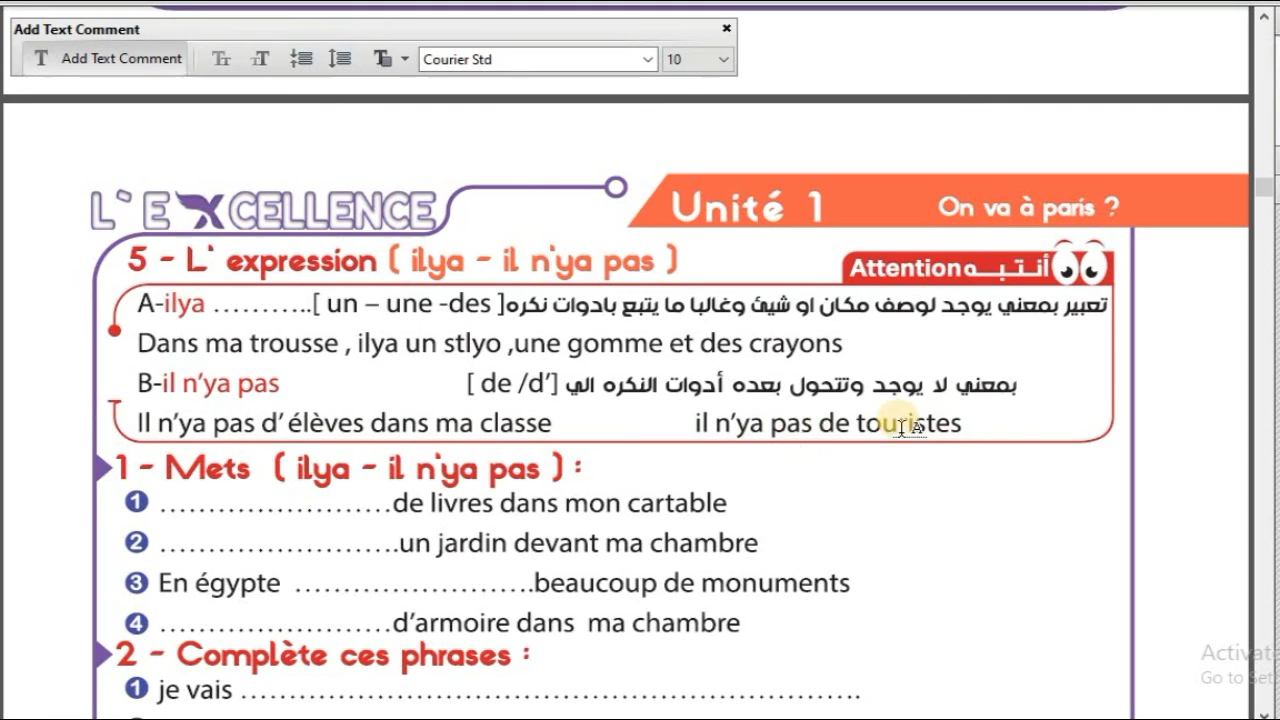 Add Text Comment
T Add Text Comment Courier Std 10
L`EXCELLENCE Unité 1 On va à paris ?
5 - L' expression ( ilya - il n'ya pas ) Attention أنـتـبـــه
A-ilya ………..[ un – une -des ] تعبير بمعني يوجد لوصف مكان او شيئ وغالبا ما يتبع بادوات نكره
Dans ma trousse , ilya un stlyo ,une gomme et des crayons
B-il n’ya pas [ de /d’] بمعني لا يوجد وتتحول بعده أدوات النكره الي
Il n’ya pas d’ élèves dans ma classe il n’ya pas de touristes
1 - Mets ( ilya - il n'ya pas ) :
1 ……………………de livres dans mon cartable
2 …………………….un jardin devant ma chambre
3 En égypte …………………….beaucoup de monuments
4 ……………………d’armoire dans ma chambre
2 - Complète ces phrases :
1 je vais ……………………………………………………….
Activate
Go to Set